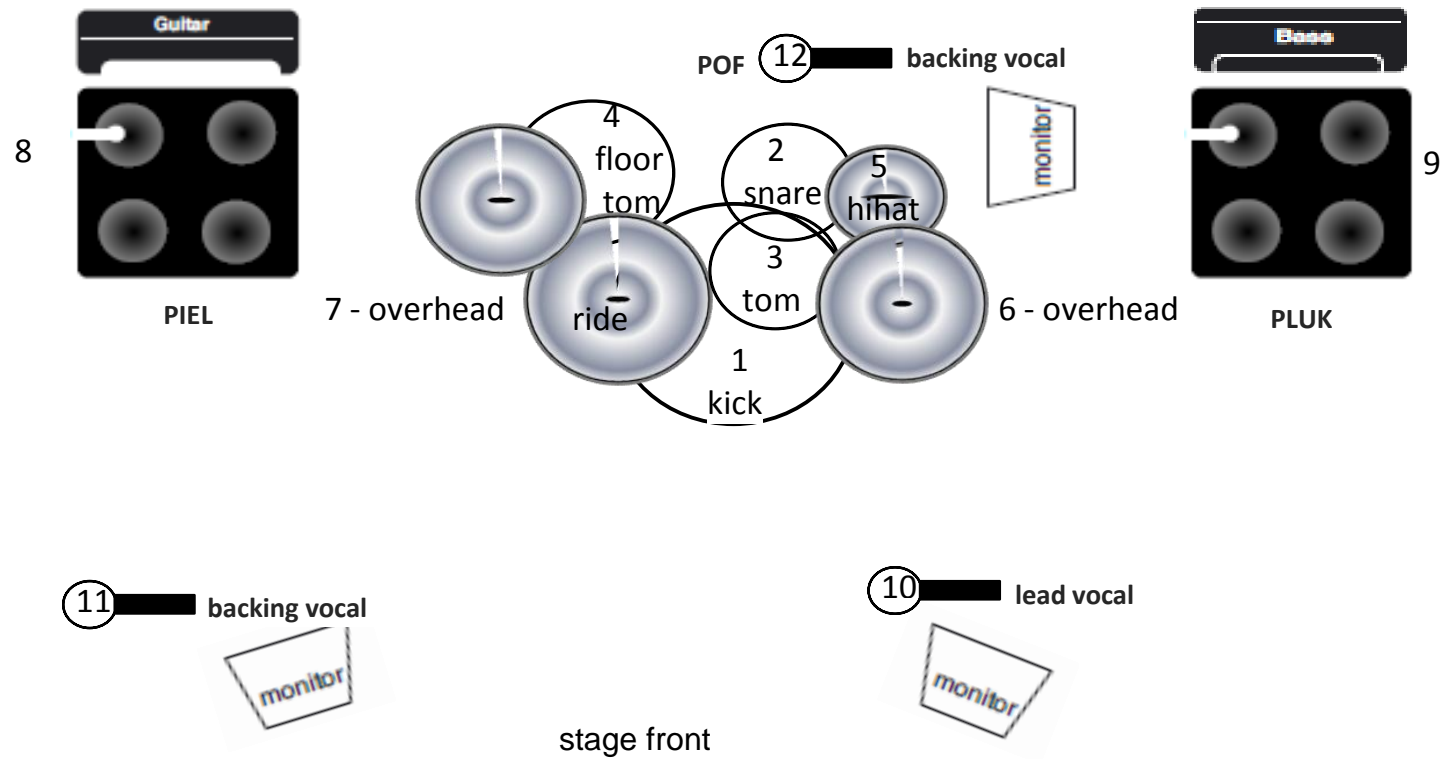 Guitar
Bass
POF 12 backing vocal
monitor
8
4
floor
tom
2
snare
5
hihat
9
3
tom
ride
7 - overhead
6 - overhead
PIEL
PLUK
1
kick
11 backing vocal
10 lead vocal
monitor
monitor
stage front